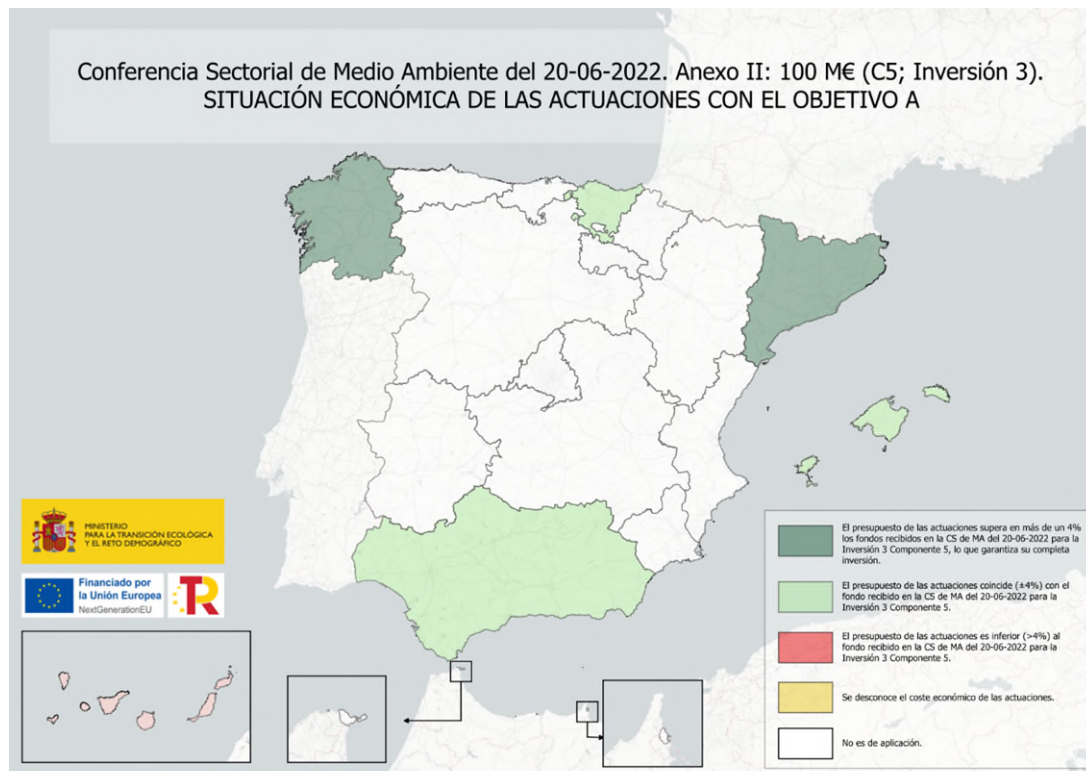 Conferencia Sectorial de Medio Ambiente del 20-06-2022. Anexo II: 100 M€ (C5; Inversión 3).
SITUACIÓN ECONÓMICA DE LAS ACTUACIONES CON EL OBJETIVO A
MINISTERIO
PARA LA TRANSICIÓN ECOLÓGICA
Y EL RETO DEMOGRÁFICO
Financiado por
la Unión Europea
NextGenerationEU
TR
El presupuesto de las actuaciones supera en más de un 4%
los fondos recibidos en la CS de MA del 20-06-2022 para la
Inversión 3 Componente 5, lo que garantiza su completa
inversión.
El presupuesto de las actuaciones coincide (±4%) con el
fondo recibido en la CS de MA del 20-06-2022 para la
Inversión 3 Componente 5.
El presupuesto de las actuaciones es inferior (>4%) al
fondo recibido en la CS de MA del 20-06-2022 para la
Inversión 3 Componente 5.
Se desconoce el coste económico de las actuaciones.
No es de aplicación.